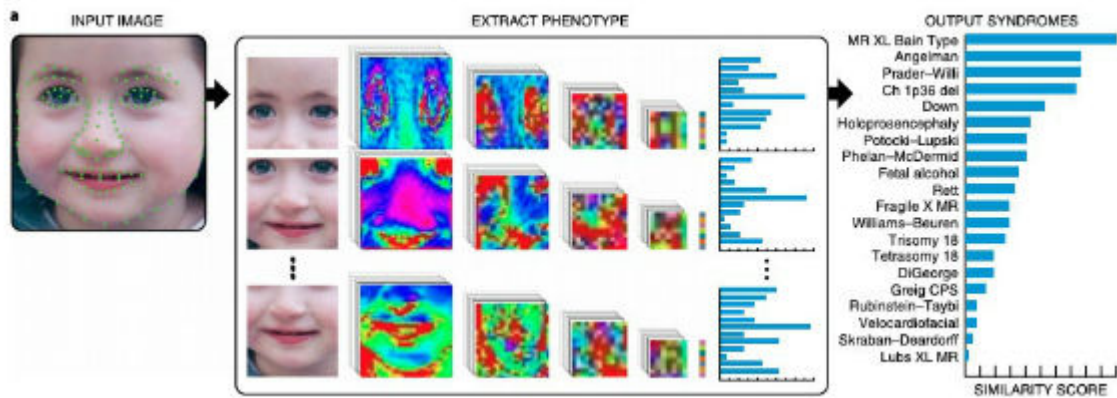 a
INPUT IMAGE
EXTRACT PHENOTYPE
OUTPUT SYNDROMES
MR XL Bain Type
Angelman
Prader–Willi
Ch 1p36 del
Down
Holoprosencephaly
Potocki–Lupski
Phelan–McDermid
Fetal alcohol
Rett
Fragile X MR
Williams–Beuren
Trisomy 18
Tetrasomy 18
DiGeorge
Greig CPS
Rubinstein–Taybi
Velocardiofacial
Skraban–Deardorff
Lubs XL MR
SIMILARITY SCORE